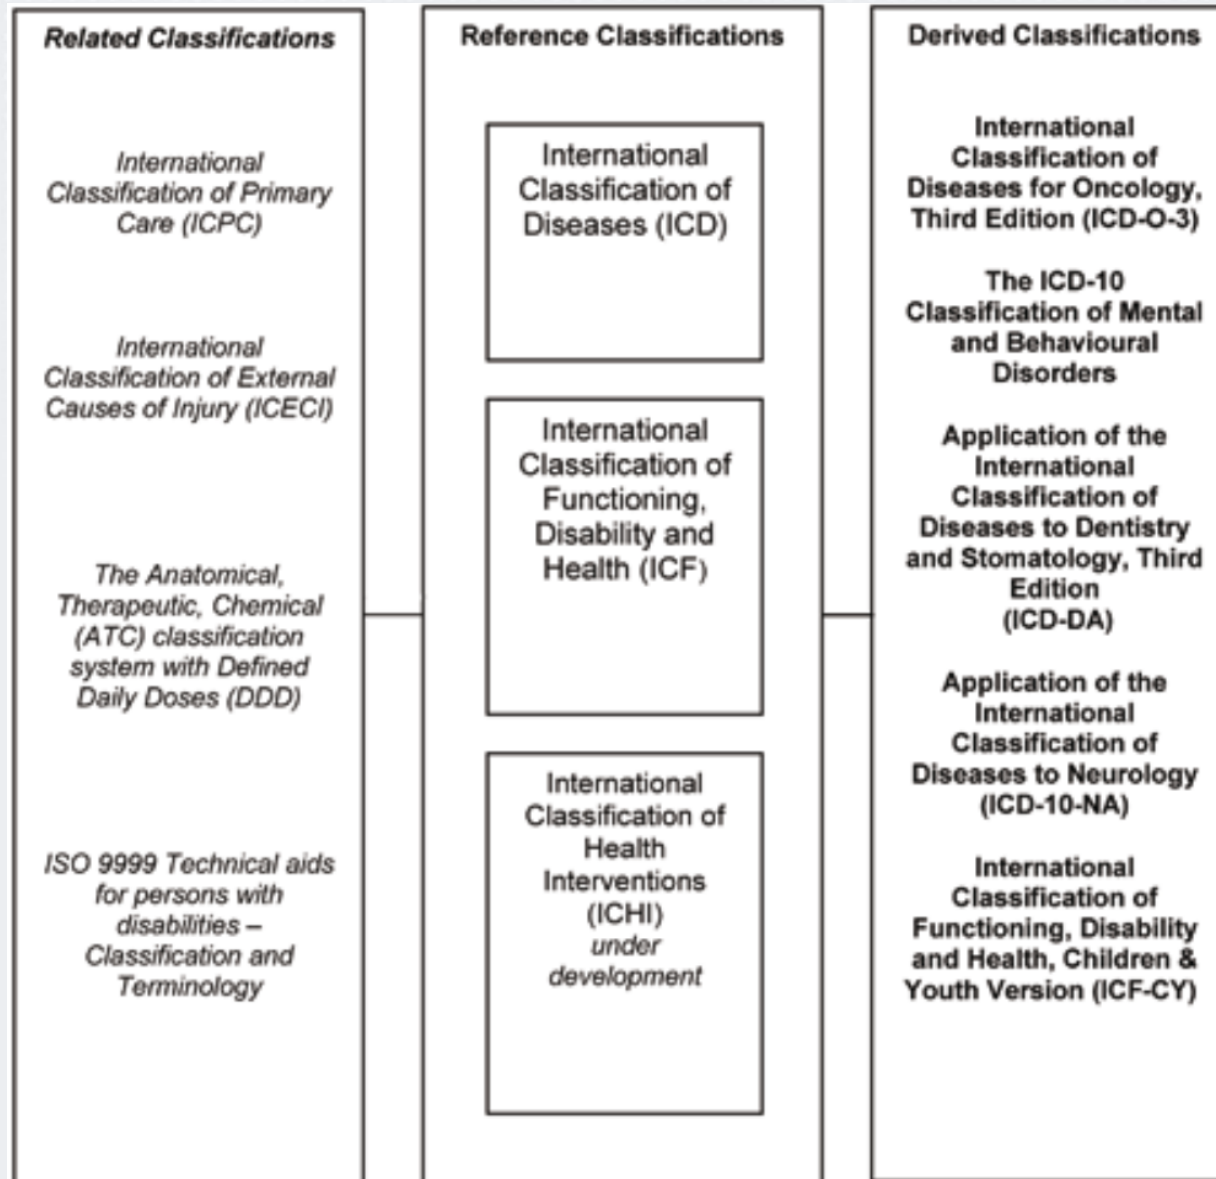 Related Classifications
International
Classification of Primary
Care (ICPC)
International
Classification of External
Causes of Injury (ICECI)
The Anatomical,
Therapeutic, Chemical
(ATC) classification
system with Defined
Daily Doses (DDD)
ISO 9999 Technical aids
for persons with
disabilities –
Classification and
Terminology
Reference Classifications
International
Classification of
Diseases (ICD)
International
Classification of
Functioning,
Disability and
Health (ICF)
International
Classification of
Health
Interventions
(ICHI)
under
development
Derived Classifications
International
Classification of
Diseases for Oncology,
Third Edition (ICD-O-3)
The ICD-10
Classification of Mental
and Behavioural
Disorders
Application of the
International
Classification of
Diseases to Dentistry
and Stomatology, Third
Edition
(ICD-DA)
Application of the
International
Classification of
Diseases to Neurology
(ICD-10-NA)
International
Classification of
Functioning, Disability
and Health, Children &
Youth Version (ICF-CY)